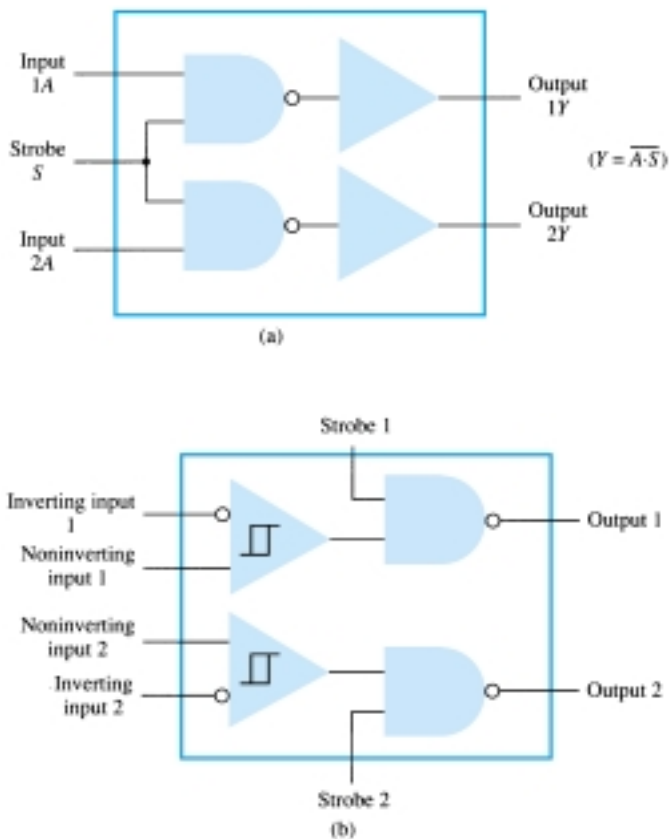 Input
1A
Output
1Y
Strobe
S
(Y = A·S)
Output
2Y
Input
2A
(a)
Strobe 1
Inverting input
1
Output 1
Noninverting
input 1
Noninverting
input 2
Inverting
input 2
Output 2
Strobe 2
(b)